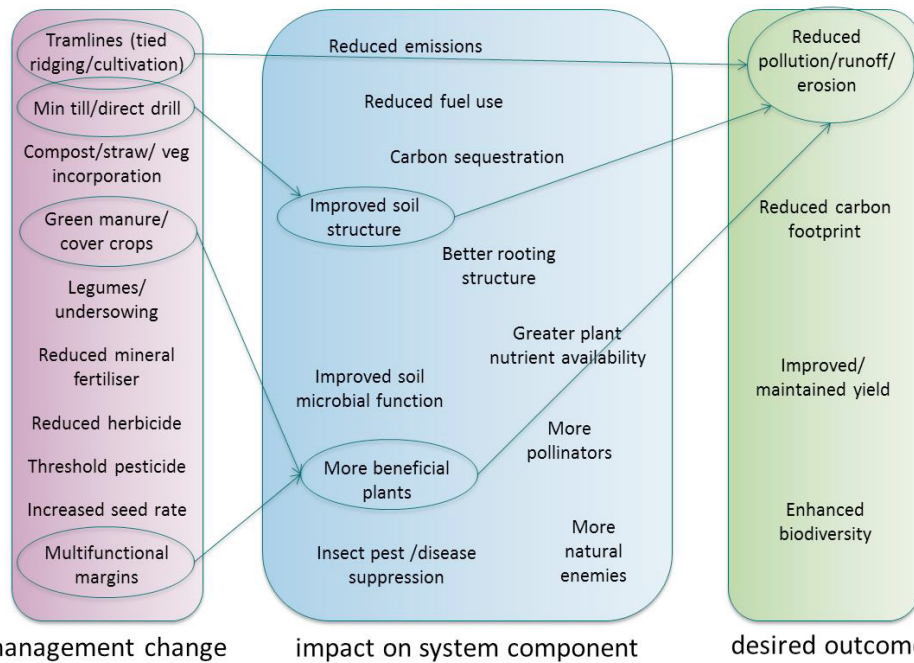 Tramlines (tied
ridging/cultivation)
Min till/direct drill
Compost/straw/ veg
incorporation
Green manure/
cover crops
Legumes/
undersowing
Reduced mineral
fertiliser
Reduced herbicide
Threshold pesticide
Increased seed rate
Multifunctional
margins
management change
Reduced emissions
Reduced fuel use
Carbon sequestration
Improved soil
structure
Better rooting
structure
Greater plant
nutrient availability
Improved soil
microbial function
More
pollinators
More beneficial
plants
Insect pest /disease
suppression
More
natural
enemies
impact on system component
Reduced
pollution/runoff/
erosion
Reduced carbon
footprint
Improved/
maintained yield
Enhanced
biodiversity
desired outcome